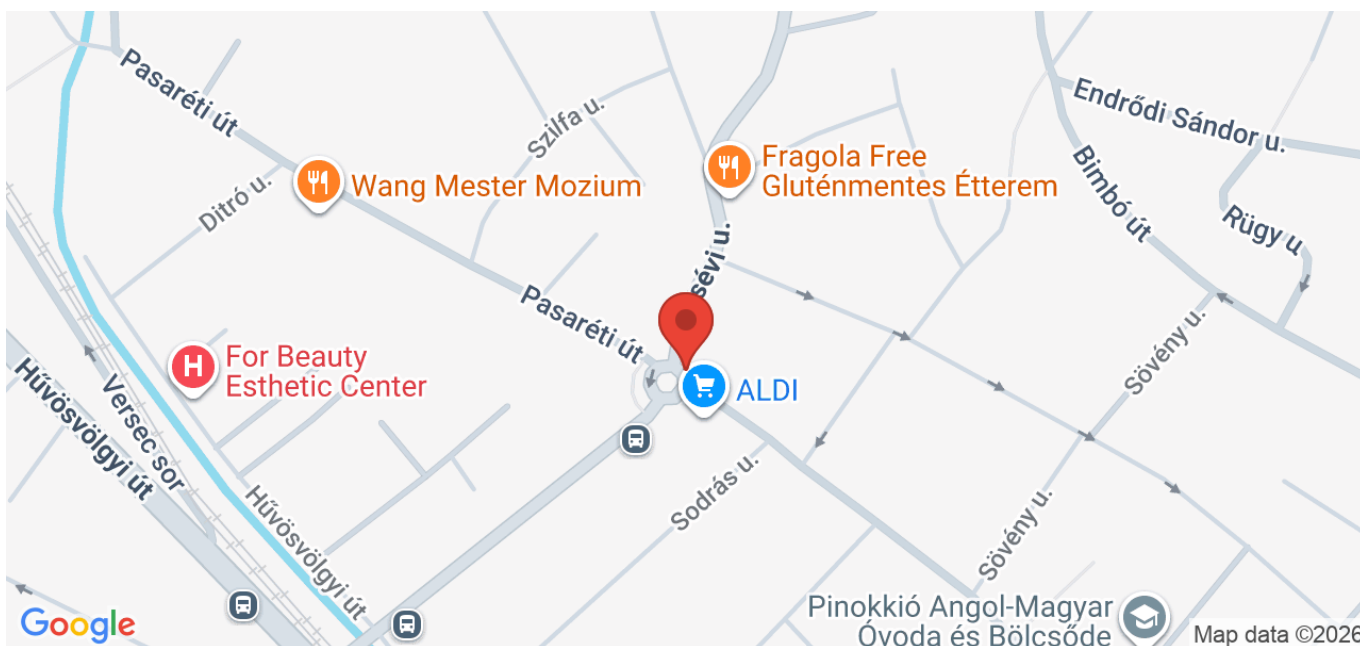 Pasaréti út
Szilfa u.
Endrődi Sándor u.
Fragola Free
Gluténmentes Étterem
Bimbó út
Wang Mester Mozium
Ditró u.
Rügy u
sévi u.
Pasaréti út
For Beauty
Esthetic Center
H
ALDI
Sövény u.
Versec sor
Hűvösvölgyi út
Sodrás u.
Hűvösvölgyi út
Sövény u.
Pinokkió Angol-Magyar
Óvoda és Bölcsőde
Google
Map data ©2026